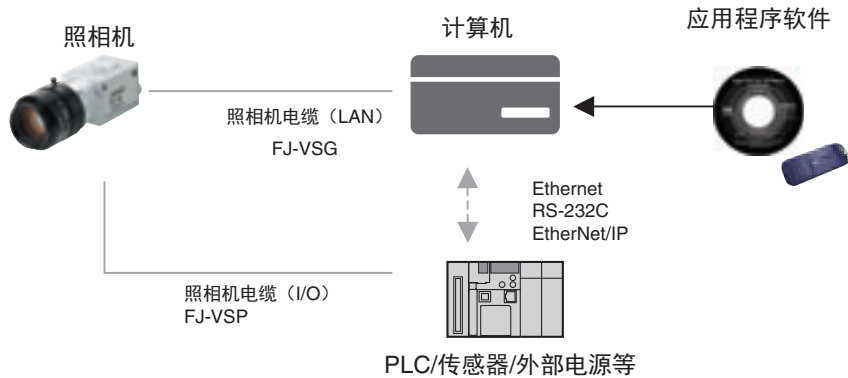 照相机
计算机
应用程序软件
照相机电缆（LAN）
FJ-VSG
Ethernet
RS-232C
EtherNet/IP
照相机电缆（I/O）
FJ-VSP
PLC/传感器/外部电源等